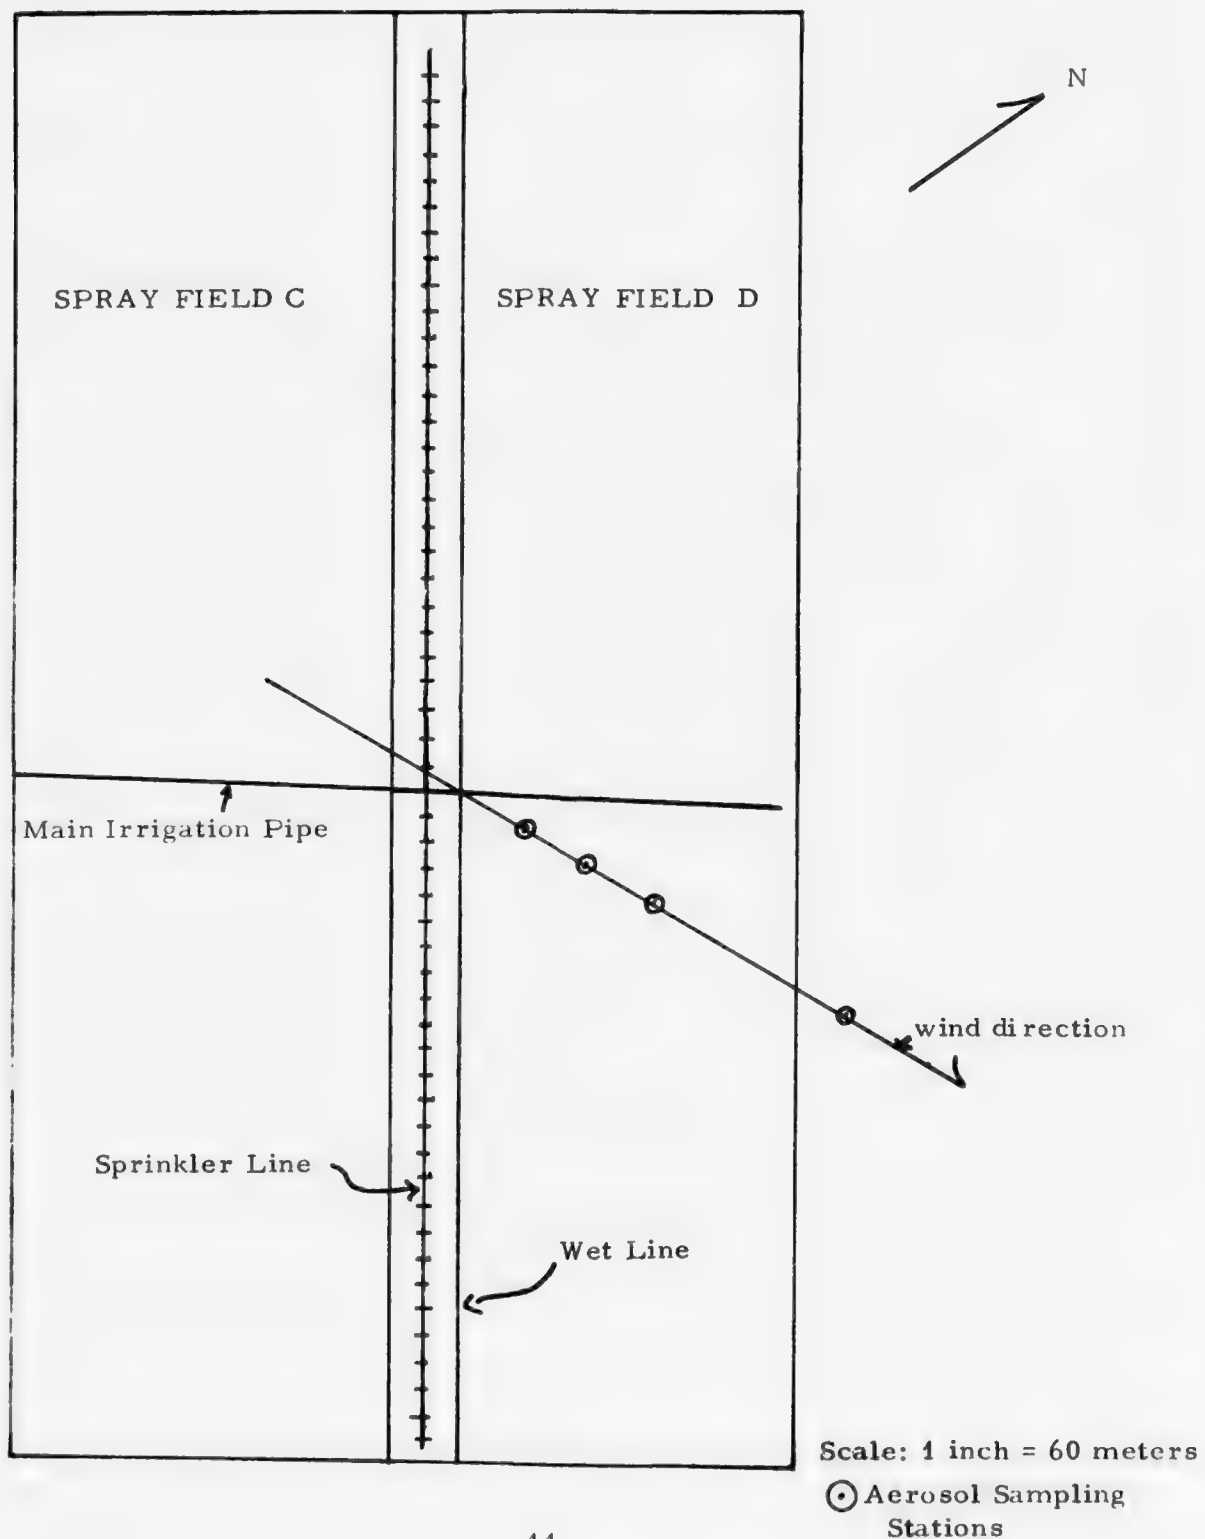 N
SPRAY FIELD C
SPRAY FIELD D
Main Irrigation Pipe
wind direction
Sprinkler Line
Wet Line
Scale: 1 inch = 60 meters
Aerosol Sampling
Stations